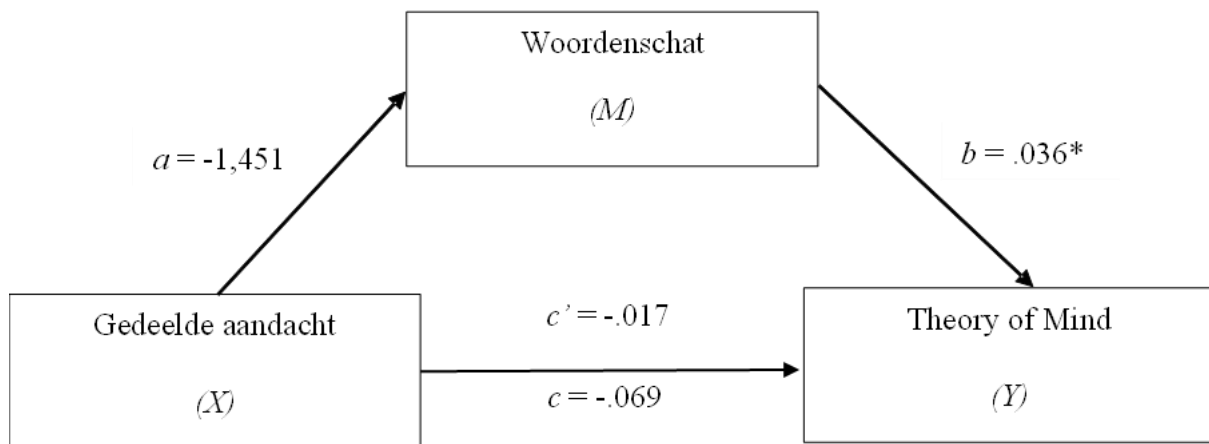 Woordenschat
(M)
a = -1,451
b = .036*
Gedeelde aandacht
(X)
c’ = -.017
c = -.069
Theory of Mind
(Y)